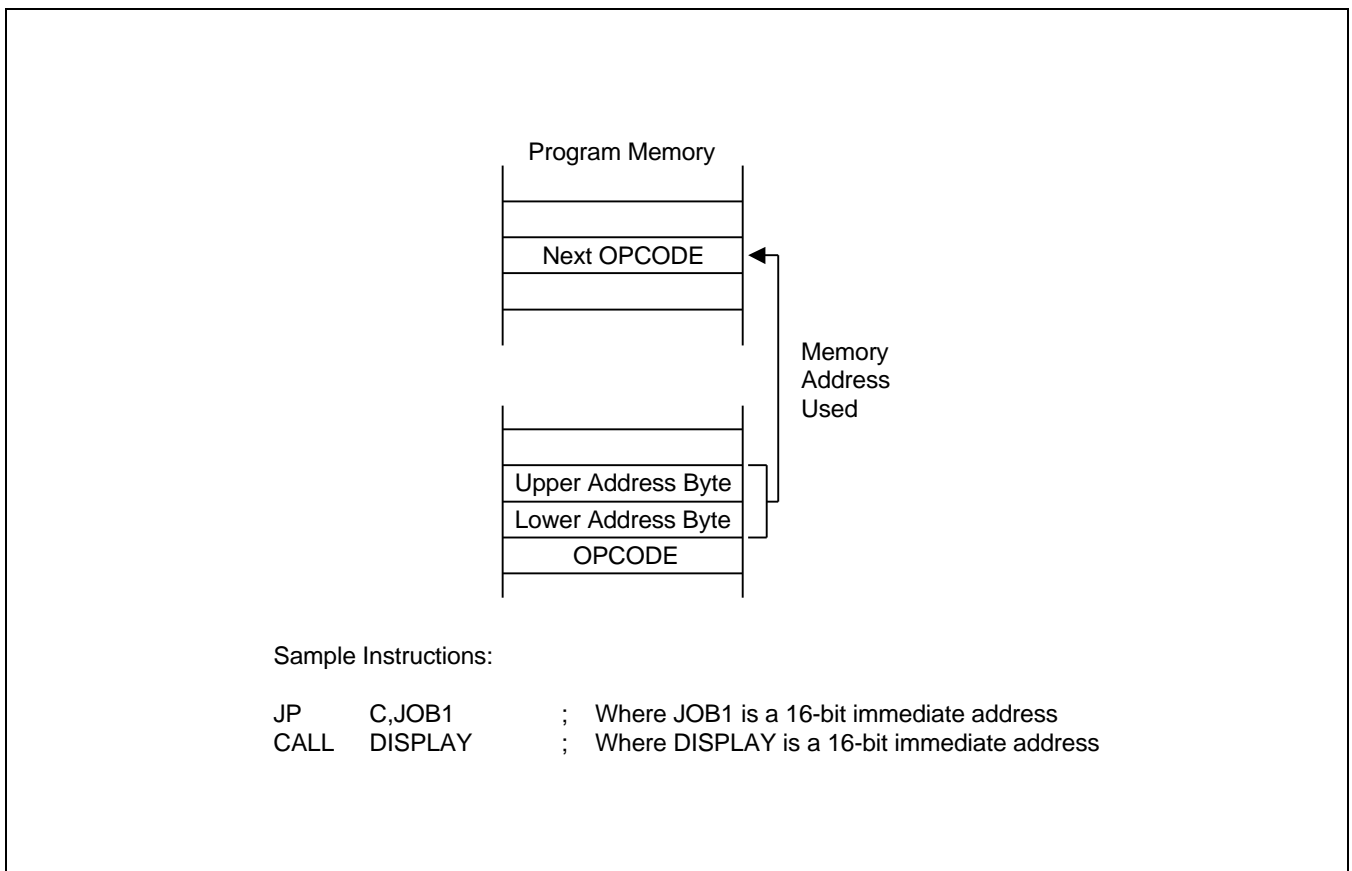 Program Memory
Next OPCODE
Memory
Address
Used
Upper Address Byte
Lower Address Byte
OPCODE
Sample Instructions:
JP C,JOB1 ; Where JOB1 is a 16-bit immediate address
CALL DISPLAY ; Where DISPLAY is a 16-bit immediate address